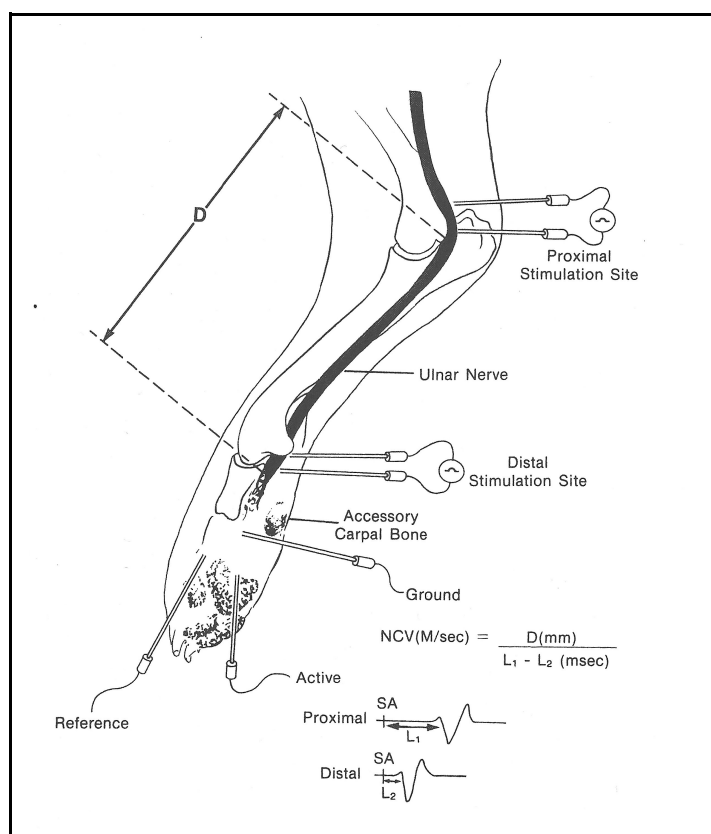 D
Proximal
Stimulation Site
Ulnar Nerve
Distal
Stimulation Site
Accessory
Carpal Bone
Ground
NCV(M/sec) = D(mm)
L₁ - L₂ (msec)
Active
Reference
SA
Proximal
L₁
SA
Distal
L₂